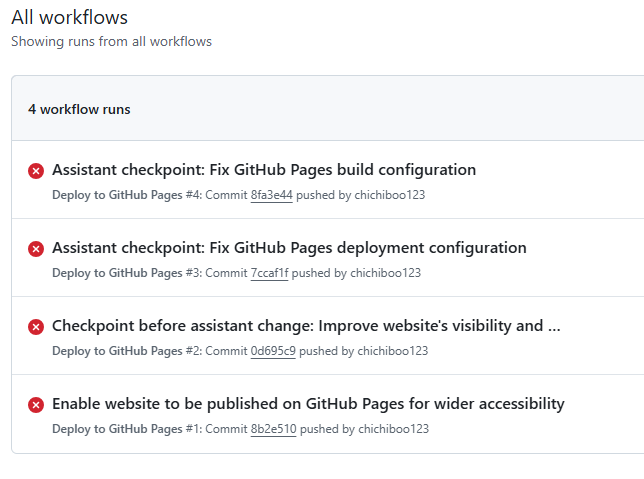 All workflows
Showing runs from all workflows
4 workflow runs
Assistant checkpoint: Fix GitHub Pages build configuration
Deploy to GitHub Pages #4: Commit 8fa3e44 pushed by chichiboo123
Assistant checkpoint: Fix GitHub Pages deployment configuration
Deploy to GitHub Pages #3: Commit 7ccaf1f pushed by chichiboo123
Checkpoint before assistant change: Improve website's visibility and ...
Deploy to GitHub Pages #2: Commit 0d695c9 pushed by chichiboo123
Enable website to be published on GitHub Pages for wider accessibility
Deploy to GitHub Pages #1: Commit 8b2e510 pushed by chichiboo123